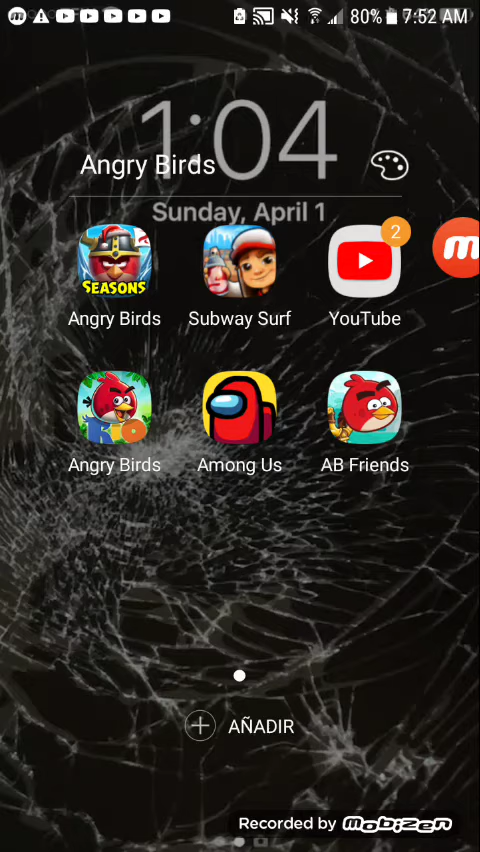 80% 7:52 AM
1:04
Angry Birds
Sunday, April 1
2
SEASONS
Angry Birds
Subway Surf
YouTube
Angry Birds
Among Us
AB Friends
AÑADIR
Recorded by mobizen